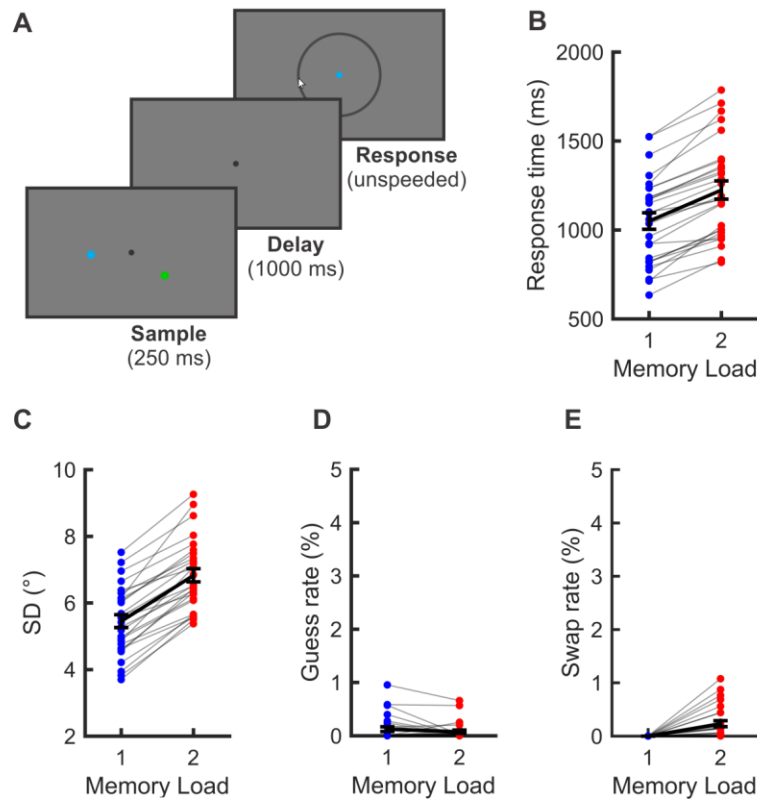 A
Response
(unspeeded)
Delay
(1000 ms)
Sample
(250 ms)
B
Response time (ms)
2000
1500
1000
500
1 2
Memory Load
C
SD (°)
10
8
6
4
2
1 2
Memory Load
D
Guess rate (%)
5
4
3
2
1
0
1 2
Memory Load
E
Swap rate (%)
5
4
3
2
1
0
1 2
Memory Load